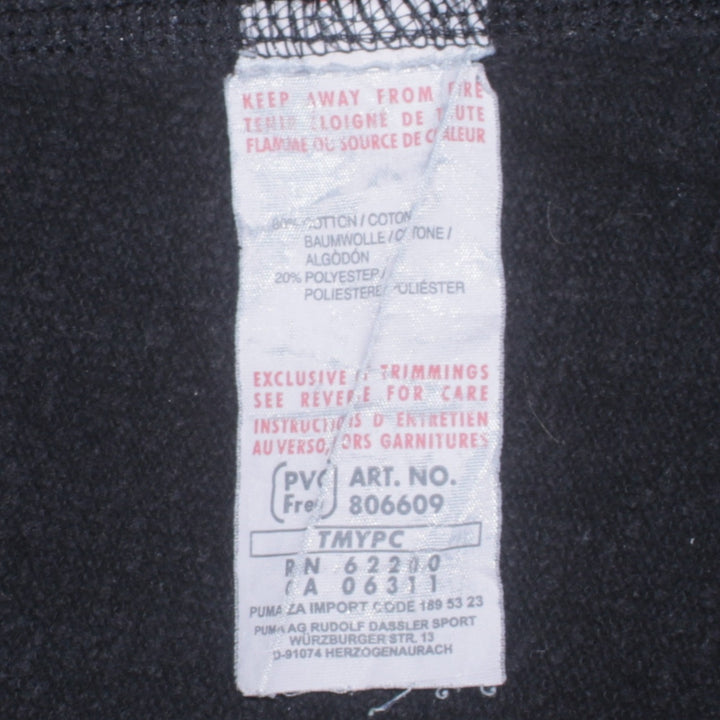 KEEP AWAY FROM FIRE
TENIR ÉLOIGNÉ DE TOUTE
FLAMME OU SOURCE DE CHALEUR
80% COTTON / COTON
BAUMWOLLE / COTONE /
ALGÒDÓN
20% POLYESTER /
POLIESTERE POLIÉSTER
EXCLUSIVE OF TRIMMINGS
SEE REVERSE FOR CARE
INSTRUCTIONS D'ENTRETIEN
AU VERSO, HORS GARNITURES
PVC
Free
ART. NO.
806609
TMYPC
RN 62200
CA 06311
PUMA ZA IMPORT CODE 189 53 23
PUMA AG RUDOLF DASSLER SPORT
WÜRZBURGER STR. 13
D-91074 HERZOGENAURACH